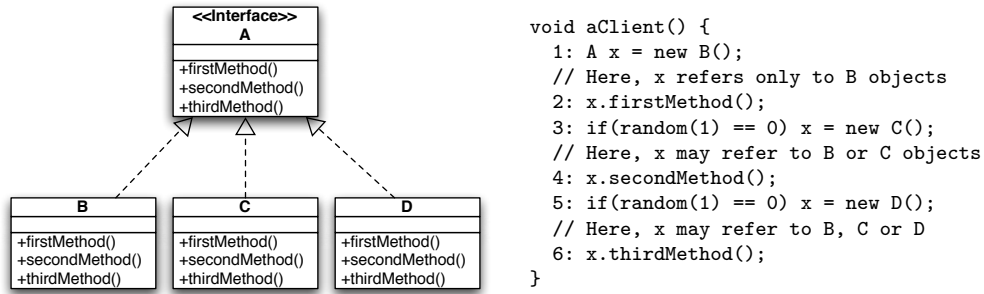 <<Interface>>
A
+firstMethod()
+secondMethod()
+thirdMethod()
B
+firstMethod()
+secondMethod()
+thirdMethod()
C
+firstMethod()
+secondMethod()
+thirdMethod()
D
+firstMethod()
+secondMethod()
+thirdMethod()
void aClient() {
1: A x = new B();
// Here, x refers only to B objects
2: x.firstMethod();
3: if(random(1) == 0) x = new C();
// Here, x may refer to B or C objects
4: x.secondMethod();
5: if(random(1) == 0) x = new D();
// Here, x may refer to B, C or D
6: x.thirdMethod();
}